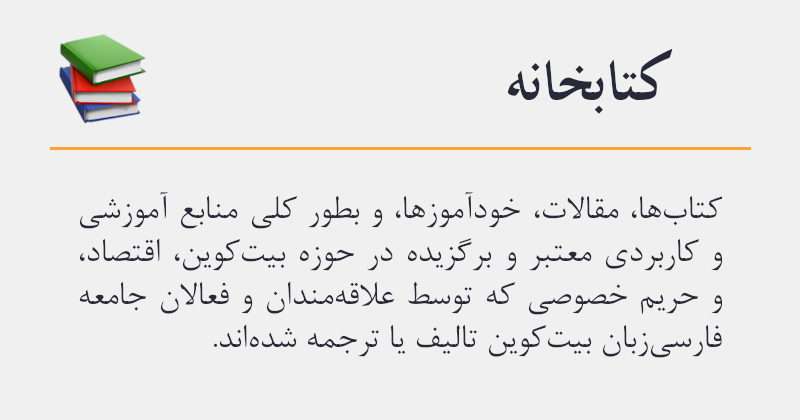 کتابخانه
کتاب‌ها، مقالات، خودآموزها، و بطور کلی منابع آموزشی
و کاربردی معتبر و برگزیده در حوزه بیت‌کوین، اقتصاد،
و حریم خصوصی که توسط علاقه‌مندان و فعالان جامعه
فارسی‌زبان بیت‌کوین تالیف یا ترجمه شده‌اند.